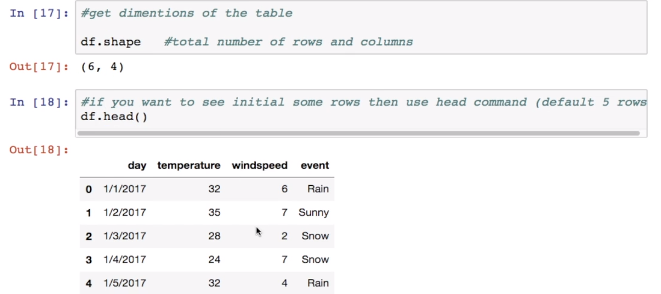 In [17]: #get dimentions of the table
df.shape #total number of rows and columns
Out[17]: (6, 4)
In [18]: #if you want to see initial some rows then use head command (default 5 rows
df.head()
Out[18]:
day temperature windspeed event
0 1/1/2017 32 6 Rain
1 1/2/2017 35 7 Sunny
2 1/3/2017 28 2 Snow
3 1/4/2017 24 7 Snow
4 1/5/2017 32 4 Rain